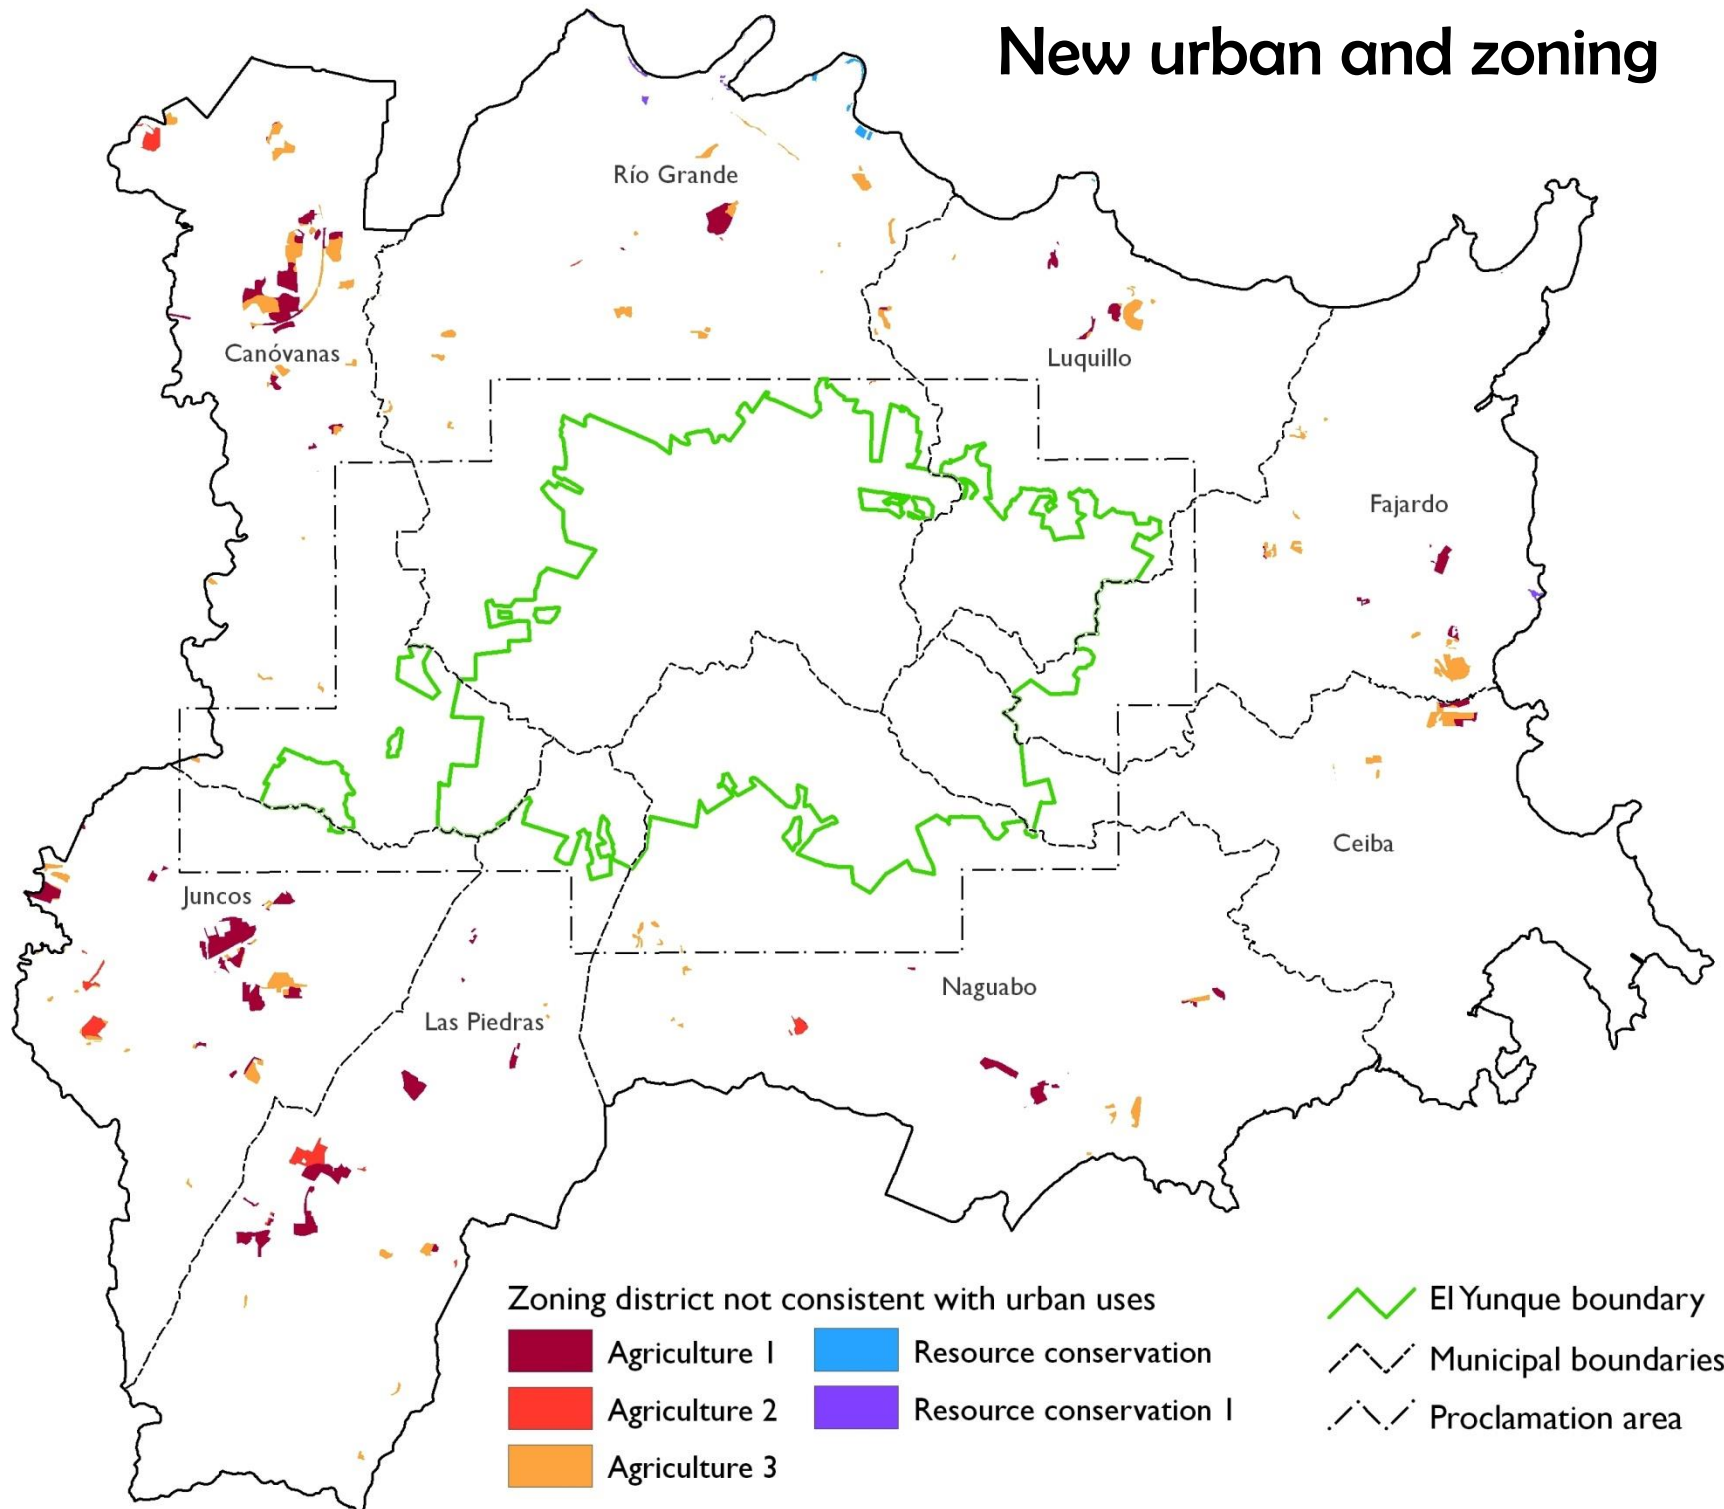 New urban and zoning
Río Grande
Canóvanas
Luquillo
Fajardo
Ceiba
Juncos
Naguabo
Las Piedras
Zoning district not consistent with urban uses
Agriculture 1
Agriculture 2
Agriculture 3
Resource conservation
Resource conservation 1
El Yunque boundary
Municipal boundaries
Proclamation area